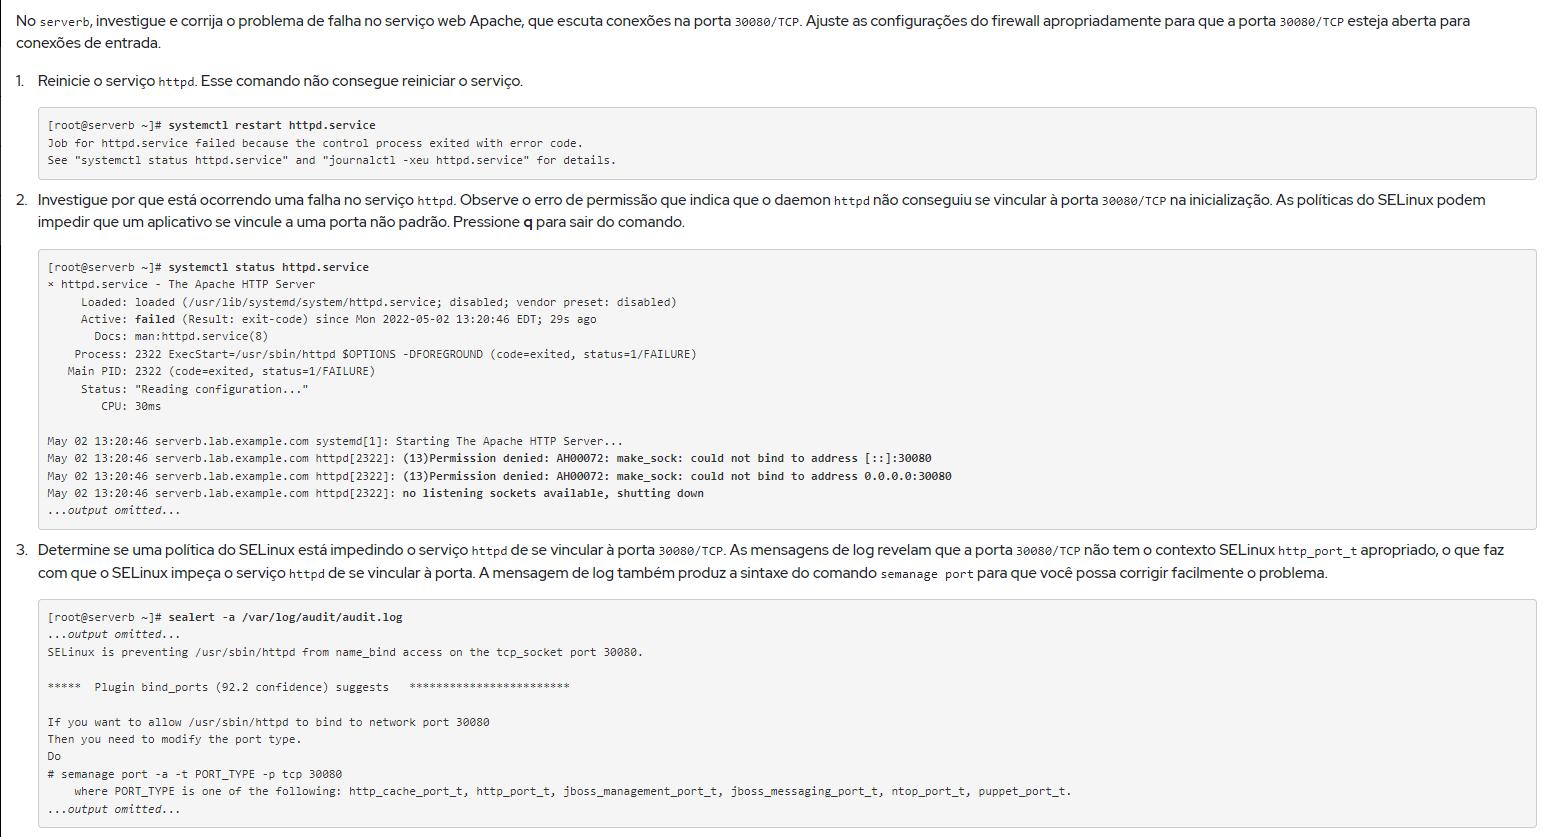 No serverb, investigue e corrija o problema de falha no serviço web Apache, que escuta conexões na porta 30080/TCP. Ajuste as configurações do firewall apropriadamente para que a porta 30080/TCP esteja aberta para
conexões de entrada.
1. Reinicie o serviço httpd. Esse comando não consegue reiniciar o serviço.
[root@serverb ~]# systemctl restart httpd.service
Job for httpd.service failed because the control process exited with error code.
See "systemctl status httpd.service" and "journalctl -xeu httpd.service" for details.
2. Investigue por que está ocorrendo uma falha no serviço httpd. Observe o erro de permissão que indica que o daemon httpd não conseguiu se vincular à porta 30080/TCP na inicialização. As políticas do SELinux podem
impedir que um aplicativo se vincule a uma porta não padrão. Pressione q para sair do comando.
[root@serverb ~]# systemctl status httpd.service
× httpd.service - The Apache HTTP Server
Loaded: loaded (/usr/lib/systemd/system/httpd.service; disabled; vendor preset: disabled)
Active: failed (Result: exit-code) since Mon 2022-05-02 13:20:46 EDT; 29s ago
Docs: man:httpd.service(8)
Process: 2322 ExecStart=/usr/sbin/httpd $OPTIONS -DFOREGROUND (code=exited, status=1/FAILURE)
Main PID: 2322 (code=exited, status=1/FAILURE)
Status: "Reading configuration..."
CPU: 30ms
May 02 13:20:46 serverb.lab.example.com systemd[1]: Starting The Apache HTTP Server...
May 02 13:20:46 serverb.lab.example.com httpd[2322]: (13)Permission denied: AH00072: make_sock: could not bind to address [::]:30080
May 02 13:20:46 serverb.lab.example.com httpd[2322]: (13)Permission denied: AH00072: make_sock: could not bind to address 0.0.0.0:30080
May 02 13:20:46 serverb.lab.example.com httpd[2322]: no listening sockets available, shutting down
...output omitted...
3. Determine se uma política do SELinux está impedindo o serviço httpd de se vincular à porta 30080/TCP. As mensagens de log revelam que a porta 30080/TCP não tem o contexto SELinux http_port_t apropriado, o que faz
com que o SELinux impeça o serviço httpd de se vincular à porta. A mensagem de log também produz a sintaxe do comando semanage port para que você possa corrigir facilmente o problema.
[root@serverb ~]# sealert -a /var/log/audit/audit.log
...output omitted...
SELinux is preventing /usr/sbin/httpd from name_bind access on the tcp_socket port 30080.
***** Plugin bind_ports (92.2 confidence) suggests ************************
If you want to allow /usr/sbin/httpd to bind to network port 30080
Then you need to modify the port type.
Do
# semanage port -a -t PORT_TYPE -p tcp 30080
where PORT_TYPE is one of the following: http_cache_port_t, http_port_t, jboss_management_port_t, jboss_messaging_port_t, ntop_port_t, puppet_port_t.
...output omitted...